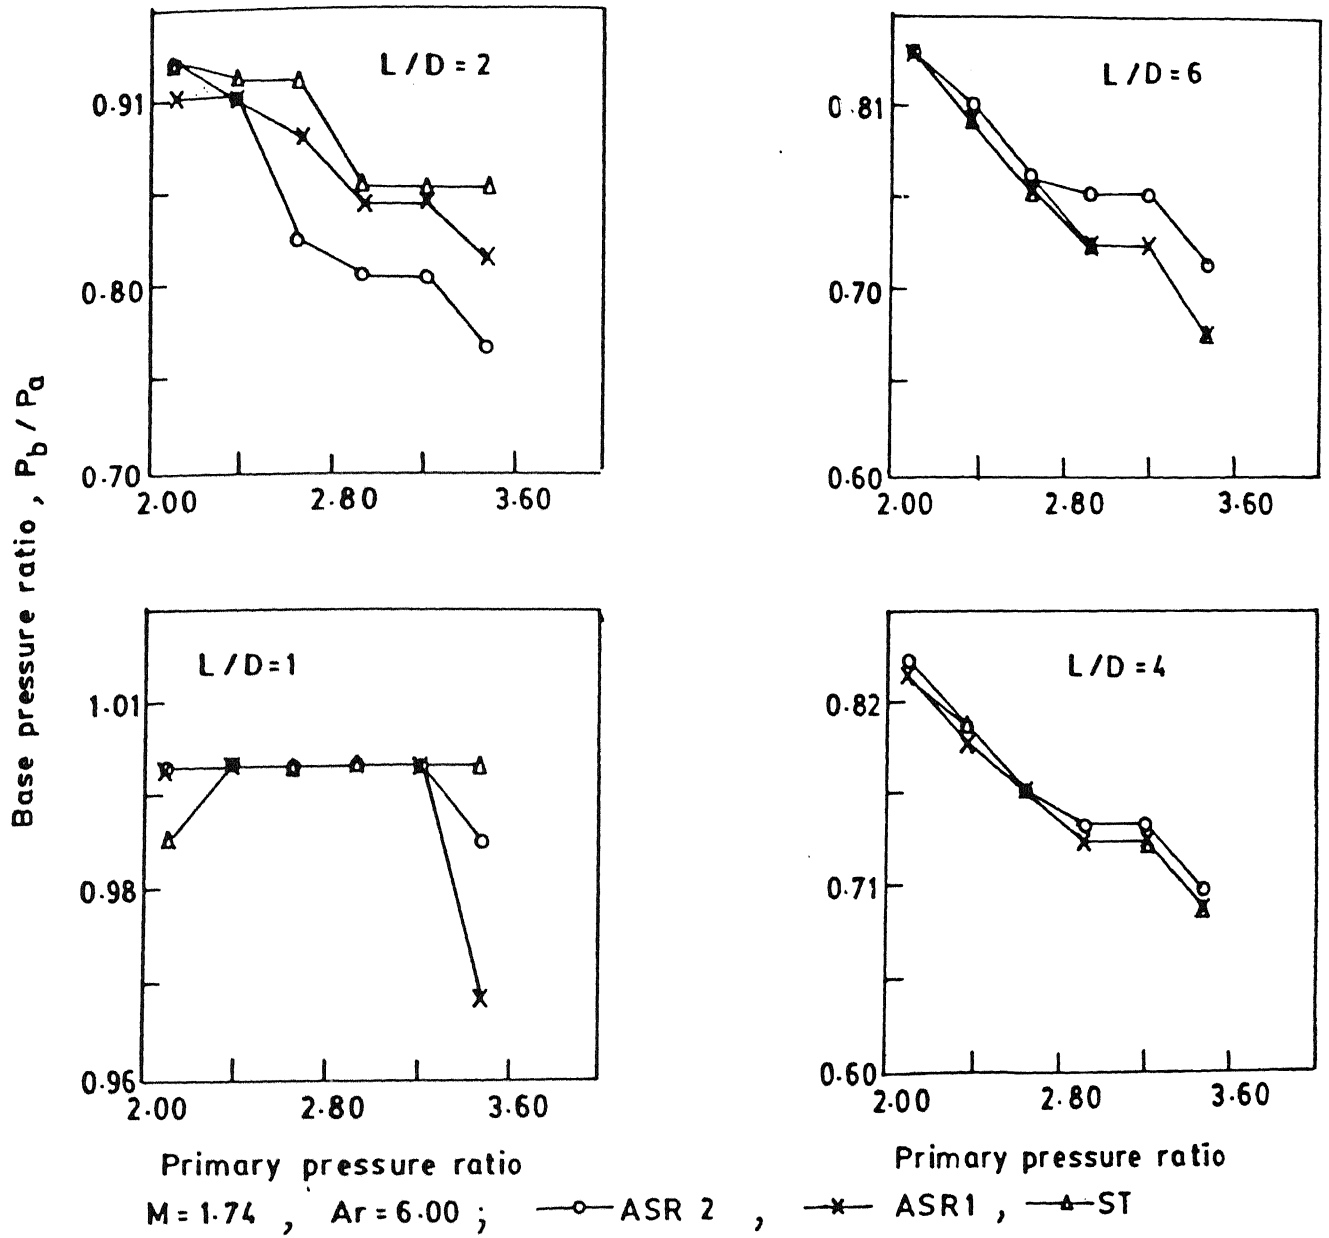 Base pressure ratio, Pb/Pa
L/D=2
0.91
0.80
0.70
2.00 2.80 3.60
L/D=6
0.81
0.70
0.60
2.00 2.80 3.60
L/D=1
1.01
0.98
0.96
2.00 2.80 3.60
Primary pressure ratio
L/D=4
0.82
0.71
0.60
2.00 2.80 3.60
Primary pressure ratio
M=1.74, Ar=6.00; ASR 2, ASR1, ST